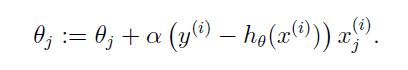 θ_j := θ_j + α (y^{(i)} − h_θ(x^{(i)})) x_j^{(i)}.